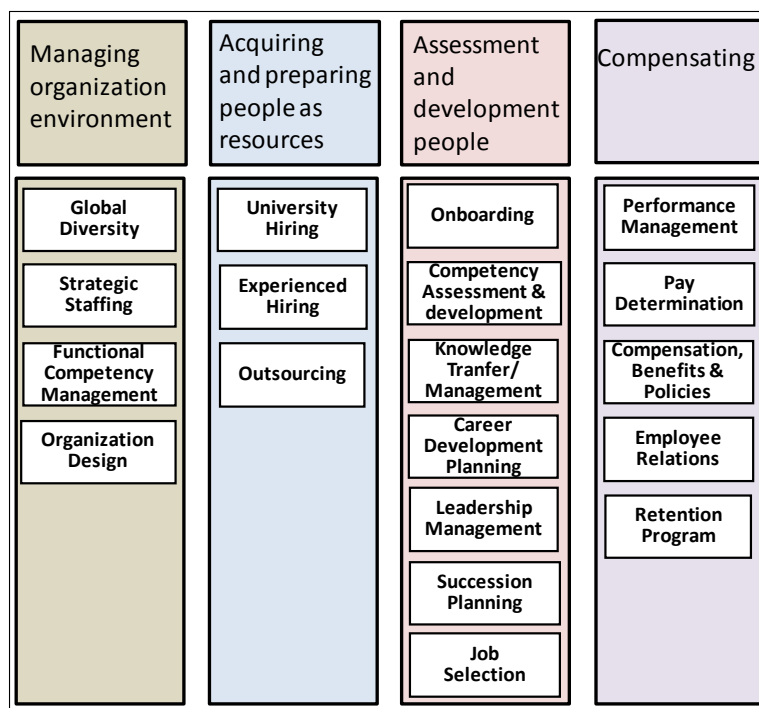 Managing
organization
environment
Global
Diversity
Strategic
Staffing
Functional
Competency
Management
Organization
Design
Acquiring
and preparing
people as
resources
University
Hiring
Experienced
Hiring
Outsourcing
Assessment
and
development
people
Onboarding
Competency
Assessment &
development
Knowledge
Tranfer/
Management
Career
Development
Planning
Leadership
Management
Succession
Planning
Job
Selection
Compensating
Performance
Management
Pay
Determination
Compensation,
Benefits &
Policies
Employee
Relations
Retention
Program